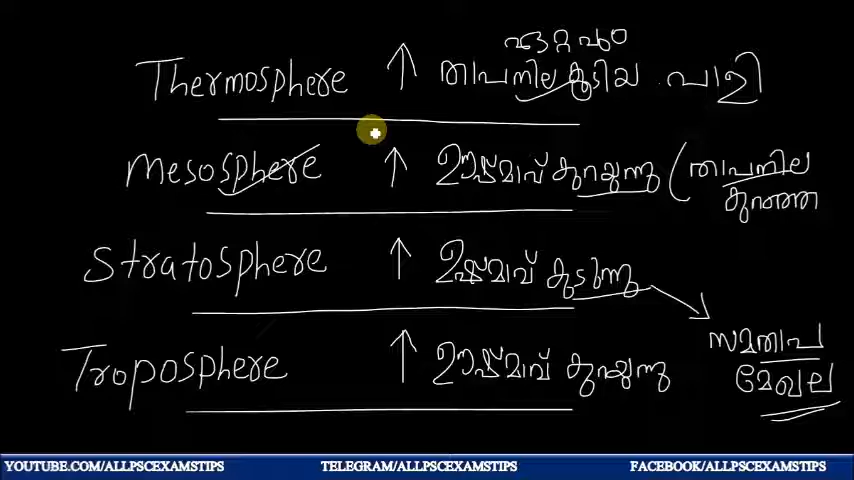 ഏറ്റവും
Thermosphere ↑ താപനില കൂടിയ പാളി
Mesosphere ↑ ഊഷ്മാവ് കുറയുന്നു (താപനില
കുറഞ്ഞ
Stratosphere ↑ ഊഷ്മാവ് കൂടുന്നു →
സമതാപ
മേഖല
Troposphere ↑ ഊഷ്മാവ് കുറയുന്നു
YOUTUBE.COM/ALLPSCEXAMSTIPS TELEGRAM/ALLPSCEXAMSTIPS FACEBOOK/ALLPSCEXAMSTIPS